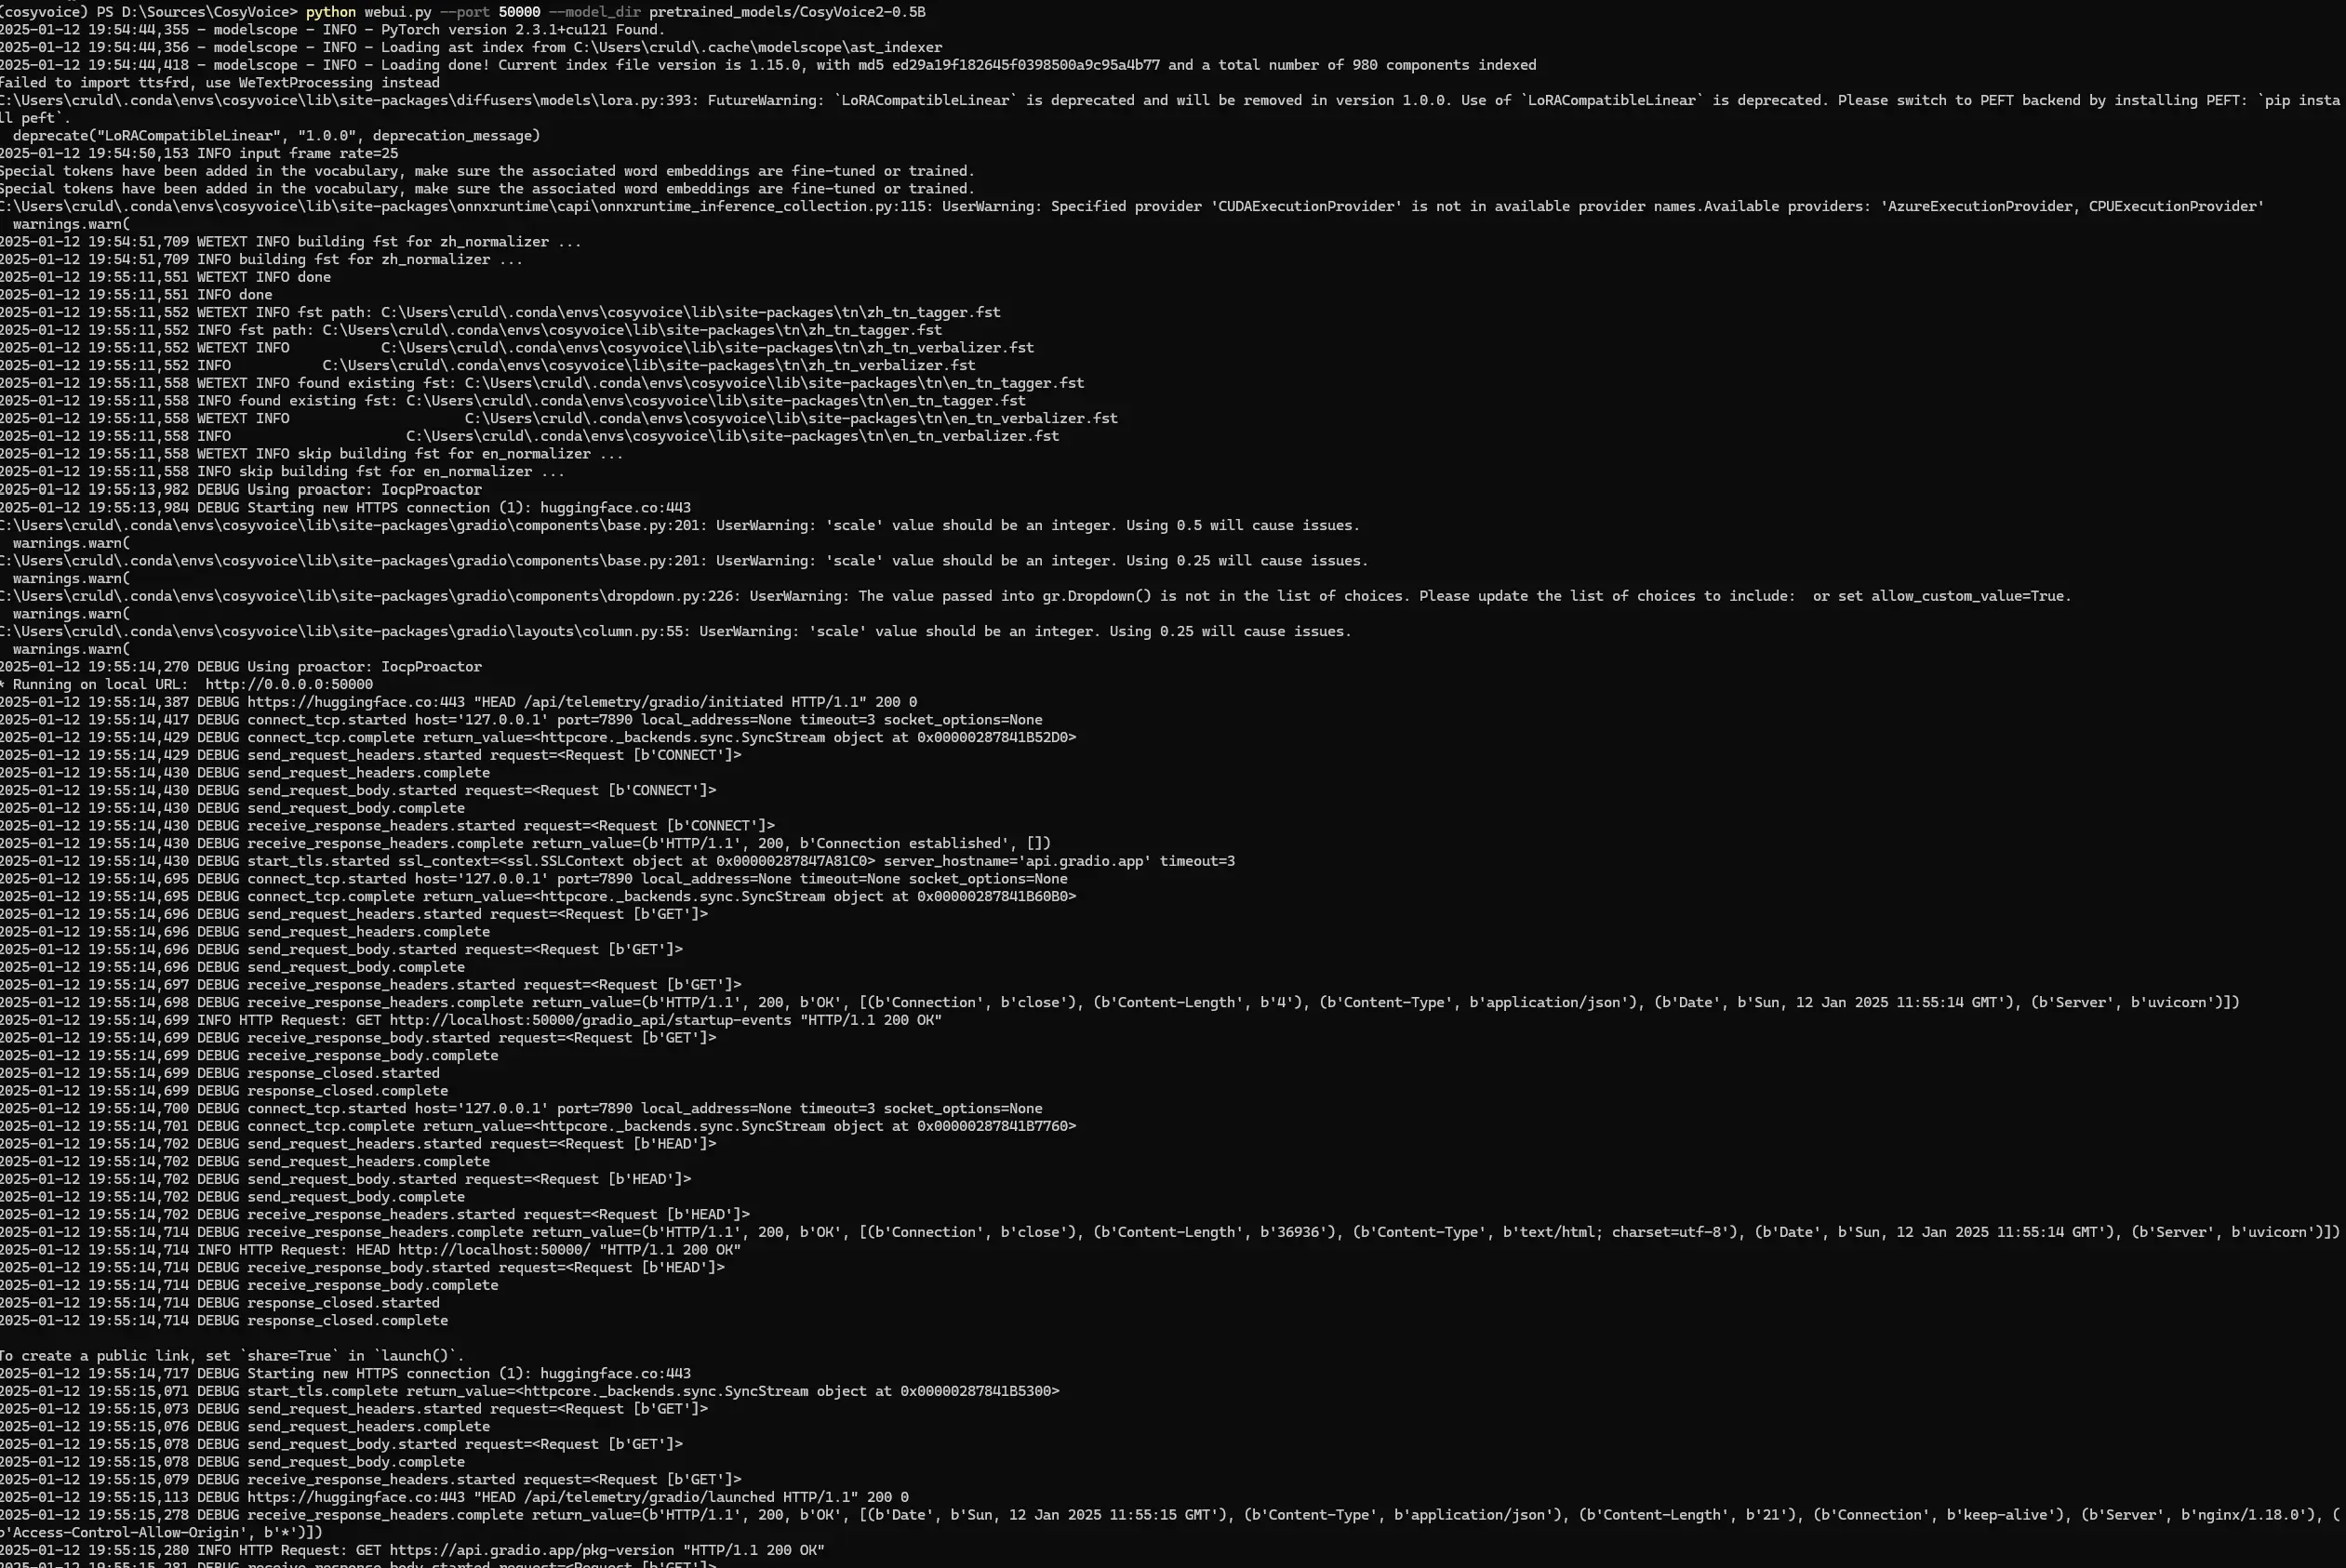 (cosyvoice) PS D:\Sources\CosyVoice> python webui.py --port 50000 --model_dir pretrained_models/CosyVoice2-0.5B
2025-01-12 19:54:44,355 - modelscope - INFO - PyTorch version 2.3.1+cu121 Found.
2025-01-12 19:54:44,356 - modelscope - INFO - Loading ast index from C:\Users\cruld\.cache\modelscope\ast_indexer
2025-01-12 19:54:44,418 - modelscope - INFO - Loading done! Current index file version is 1.15.0, with md5 ed29a19f182645f0398500a9c95a4b77 and a total number of 980 components indexed
failed to import ttsfrd, use WeTextProcessing instead
C:\Users\cruld\.conda\envs\cosyvoice\lib\site-packages\diffusers\models\lora.py:393: FutureWarning: `LoRACompatibleLinear` is deprecated and will be removed in version 1.0.0. Use of `LoRACompatibleLinear` is deprecated. Please switch to PEFT backend by installing PEFT: `pip insta
ll peft`.
  deprecate("LoRACompatibleLinear", "1.0.0", deprecation_message)
2025-01-12 19:54:50,153 INFO input frame rate=25
Special tokens have been added in the vocabulary, make sure the associated word embeddings are fine-tuned or trained.
Special tokens have been added in the vocabulary, make sure the associated word embeddings are fine-tuned or trained.
C:\Users\cruld\.conda\envs\cosyvoice\lib\site-packages\onnxruntime\capi\onnxruntime_inference_collection.py:115: UserWarning: Specified provider 'CUDAExecutionProvider' is not in available provider names.Available providers: 'AzureExecutionProvider, CPUExecutionProvider'
  warnings.warn(
2025-01-12 19:54:51,709 WETEXT INFO building fst for zh_normalizer ...
2025-01-12 19:54:51,709 INFO building fst for zh_normalizer ...
2025-01-12 19:55:11,551 WETEXT INFO done
2025-01-12 19:55:11,551 INFO done
2025-01-12 19:55:11,552 WETEXT INFO fst path: C:\Users\cruld\.conda\envs\cosyvoice\lib\site-packages\tn\zh_tn_tagger.fst
2025-01-12 19:55:11,552 INFO fst path: C:\Users\cruld\.conda\envs\cosyvoice\lib\site-packages\tn\zh_tn_tagger.fst
2025-01-12 19:55:11,552 WETEXT INFO           C:\Users\cruld\.conda\envs\cosyvoice\lib\site-packages\tn\zh_tn_verbalizer.fst
2025-01-12 19:55:11,552 INFO           C:\Users\cruld\.conda\envs\cosyvoice\lib\site-packages\tn\zh_tn_verbalizer.fst
2025-01-12 19:55:11,558 WETEXT INFO found existing fst: C:\Users\cruld\.conda\envs\cosyvoice\lib\site-packages\tn\en_tn_tagger.fst
2025-01-12 19:55:11,558 INFO found existing fst: C:\Users\cruld\.conda\envs\cosyvoice\lib\site-packages\tn\en_tn_tagger.fst
2025-01-12 19:55:11,558 WETEXT INFO                     C:\Users\cruld\.conda\envs\cosyvoice\lib\site-packages\tn\en_tn_verbalizer.fst
2025-01-12 19:55:11,558 INFO                     C:\Users\cruld\.conda\envs\cosyvoice\lib\site-packages\tn\en_tn_verbalizer.fst
2025-01-12 19:55:11,558 WETEXT INFO skip building fst for en_normalizer ...
2025-01-12 19:55:11,558 INFO skip building fst for en_normalizer ...
2025-01-12 19:55:13,982 DEBUG Using proactor: IocpProactor
2025-01-12 19:55:13,984 DEBUG Starting new HTTPS connection (1): huggingface.co:443
C:\Users\cruld\.conda\envs\cosyvoice\lib\site-packages\gradio\components\base.py:201: UserWarning: 'scale' value should be an integer. Using 0.5 will cause issues.
  warnings.warn(
C:\Users\cruld\.conda\envs\cosyvoice\lib\site-packages\gradio\components\base.py:201: UserWarning: 'scale' value should be an integer. Using 0.25 will cause issues.
  warnings.warn(
C:\Users\cruld\.conda\envs\cosyvoice\lib\site-packages\gradio\components\dropdown.py:226: UserWarning: The value passed into gr.Dropdown() is not in the list of choices. Please update the list of choices to include:  or set allow_custom_value=True.
  warnings.warn(
C:\Users\cruld\.conda\envs\cosyvoice\lib\site-packages\gradio\layouts\column.py:55: UserWarning: 'scale' value should be an integer. Using 0.25 will cause issues.
  warnings.warn(
2025-01-12 19:55:14,270 DEBUG Using proactor: IocpProactor
* Running on local URL:  http://0.0.0.0:50000
2025-01-12 19:55:14,387 DEBUG https://huggingface.co:443 "HEAD /api/telemetry/gradio/initiated HTTP/1.1" 200 0
2025-01-12 19:55:14,417 DEBUG connect_tcp.started host='127.0.0.1' port=7890 local_address=None timeout=3 socket_options=None
2025-01-12 19:55:14,429 DEBUG connect_tcp.complete return_value=<httpcore._backends.sync.SyncStream object at 0x00000287841B52D0>
2025-01-12 19:55:14,429 DEBUG send_request_headers.started request=<Request [b'CONNECT']>
2025-01-12 19:55:14,430 DEBUG send_request_headers.complete
2025-01-12 19:55:14,430 DEBUG send_request_body.started request=<Request [b'CONNECT']>
2025-01-12 19:55:14,430 DEBUG send_request_body.complete
2025-01-12 19:55:14,430 DEBUG receive_response_headers.started request=<Request [b'CONNECT']>
2025-01-12 19:55:14,430 DEBUG receive_response_headers.complete return_value=(b'HTTP/1.1', 200, b'Connection established', [])
2025-01-12 19:55:14,430 DEBUG start_tls.started ssl_context=<ssl.SSLContext object at 0x00000287847A81C0> server_hostname='api.gradio.app' timeout=3
2025-01-12 19:55:14,695 DEBUG connect_tcp.started host='127.0.0.1' port=7890 local_address=None timeout=None socket_options=None
2025-01-12 19:55:14,695 DEBUG connect_tcp.complete return_value=<httpcore._backends.sync.SyncStream object at 0x00000287841B60B0>
2025-01-12 19:55:14,696 DEBUG send_request_headers.started request=<Request [b'GET']>
2025-01-12 19:55:14,696 DEBUG send_request_headers.complete
2025-01-12 19:55:14,696 DEBUG send_request_body.started request=<Request [b'GET']>
2025-01-12 19:55:14,696 DEBUG send_request_body.complete
2025-01-12 19:55:14,697 DEBUG receive_response_headers.started request=<Request [b'GET']>
2025-01-12 19:55:14,698 DEBUG receive_response_headers.complete return_value=(b'HTTP/1.1', 200, b'OK', [(b'Connection', b'close'), (b'Content-Length', b'4'), (b'Content-Type', b'application/json'), (b'Date', b'Sun, 12 Jan 2025 11:55:14 GMT'), (b'Server', b'uvicorn')])
2025-01-12 19:55:14,699 INFO HTTP Request: GET http://localhost:50000/gradio_api/startup-events "HTTP/1.1 200 OK"
2025-01-12 19:55:14,699 DEBUG receive_response_body.started request=<Request [b'GET']>
2025-01-12 19:55:14,699 DEBUG receive_response_body.complete
2025-01-12 19:55:14,699 DEBUG response_closed.started
2025-01-12 19:55:14,699 DEBUG response_closed.complete
2025-01-12 19:55:14,700 DEBUG connect_tcp.started host='127.0.0.1' port=7890 local_address=None timeout=3 socket_options=None
2025-01-12 19:55:14,701 DEBUG connect_tcp.complete return_value=<httpcore._backends.sync.SyncStream object at 0x00000287841B7760>
2025-01-12 19:55:14,702 DEBUG send_request_headers.started request=<Request [b'HEAD']>
2025-01-12 19:55:14,702 DEBUG send_request_headers.complete
2025-01-12 19:55:14,702 DEBUG send_request_body.started request=<Request [b'HEAD']>
2025-01-12 19:55:14,702 DEBUG send_request_body.complete
2025-01-12 19:55:14,702 DEBUG receive_response_headers.started request=<Request [b'HEAD']>
2025-01-12 19:55:14,714 DEBUG receive_response_headers.complete return_value=(b'HTTP/1.1', 200, b'OK', [(b'Connection', b'close'), (b'Content-Length', b'36936'), (b'Content-Type', b'text/html; charset=utf-8'), (b'Date', b'Sun, 12 Jan 2025 11:55:14 GMT'), (b'Server', b'uvicorn')])
2025-01-12 19:55:14,714 INFO HTTP Request: HEAD http://localhost:50000/ "HTTP/1.1 200 OK"
2025-01-12 19:55:14,714 DEBUG receive_response_body.started request=<Request [b'HEAD']>
2025-01-12 19:55:14,714 DEBUG receive_response_body.complete
2025-01-12 19:55:14,714 DEBUG response_closed.started
2025-01-12 19:55:14,714 DEBUG response_closed.complete
To create a public link, set `share=True` in `launch()`.
2025-01-12 19:55:14,717 DEBUG Starting new HTTPS connection (1): huggingface.co:443
2025-01-12 19:55:15,071 DEBUG start_tls.complete return_value=<httpcore._backends.sync.SyncStream object at 0x00000287841B5300>
2025-01-12 19:55:15,073 DEBUG send_request_headers.started request=<Request [b'GET']>
2025-01-12 19:55:15,076 DEBUG send_request_headers.complete
2025-01-12 19:55:15,078 DEBUG send_request_body.started request=<Request [b'GET']>
2025-01-12 19:55:15,078 DEBUG send_request_body.complete
2025-01-12 19:55:15,079 DEBUG receive_response_headers.started request=<Request [b'GET']>
2025-01-12 19:55:15,113 DEBUG https://huggingface.co:443 "HEAD /api/telemetry/gradio/launched HTTP/1.1" 200 0
2025-01-12 19:55:15,278 DEBUG receive_response_headers.complete return_value=(b'HTTP/1.1', 200, b'OK', [(b'Date', b'Sun, 12 Jan 2025 11:55:15 GMT'), (b'Content-Type', b'application/json'), (b'Content-Length', b'21'), (b'Connection', b'keep-alive'), (b'Server', b'nginx/1.18.0'), (
b'Access-Control-Allow-Origin', b'*')])
2025-01-12 19:55:15,280 INFO HTTP Request: GET https://api.gradio.app/pkg-version "HTTP/1.1 200 OK"
2025-01-12 19:55:15,281 DEBUG receive_response_body.started request=<Request [b'GET']>